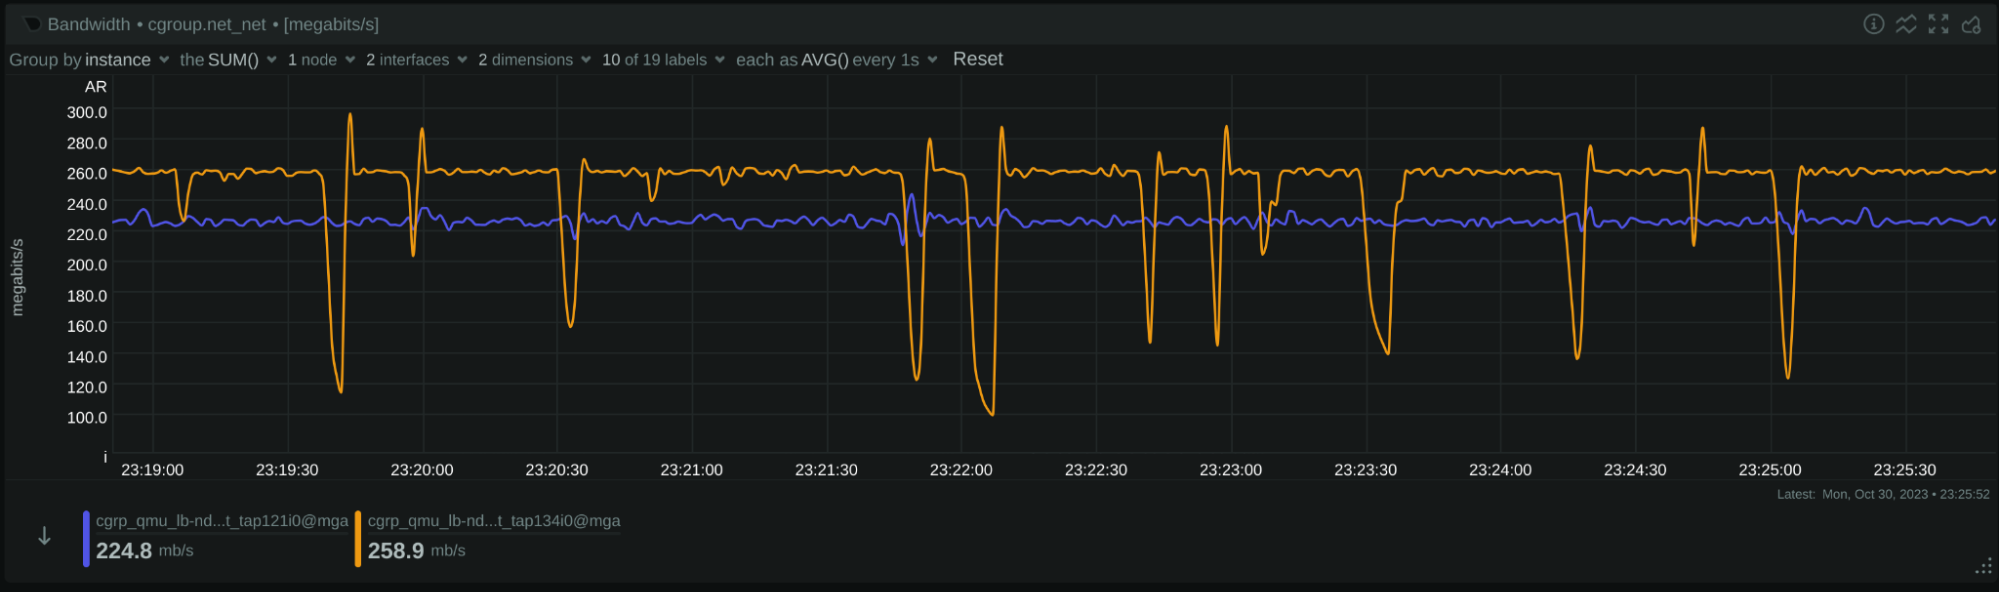 Bandwidth • cgroup.net_net • [megabits/s]
Group by instance the SUM() 1 node 2 interfaces 2 dimensions 10 of 19 labels each as AVG() every 1s Reset
AR
300.0
280.0
260.0
240.0
220.0
200.0
180.0
160.0
140.0
120.0
100.0
i
megabits/s
23:19:00 23:19:30 23:20:00 23:20:30 23:21:00 23:21:30 23:22:00 23:22:30 23:23:00 23:23:30 23:24:00 23:24:30 23:25:00 23:25:30
Latest: Mon, Oct 30, 2023 • 23:25:52
cgrp_qmu_lb-nd...t_tap121i0@mga
224.8 mb/s
cgrp_qmu_lb-nd...t_tap134i0@mga
258.9 mb/s